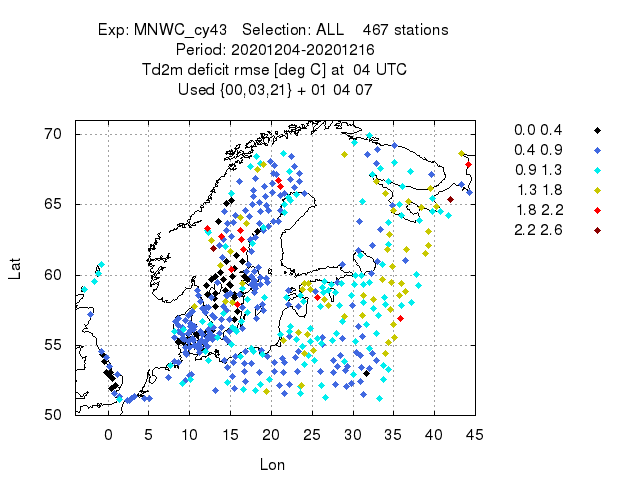 Exp: MNWC_cy43 Selection: ALL 467 stations
Period: 20201204-20201216
Td2m deficit rmse [deg C] at 04 UTC
Used {00,03,21} + 01 04 07
70
65
60
55
50
Lat
0 5 10 15 20 25 30 35 40 45
Lon
0.0 0.4
0.4 0.9
0.9 1.3
1.3 1.8
1.8 2.2
2.2 2.6